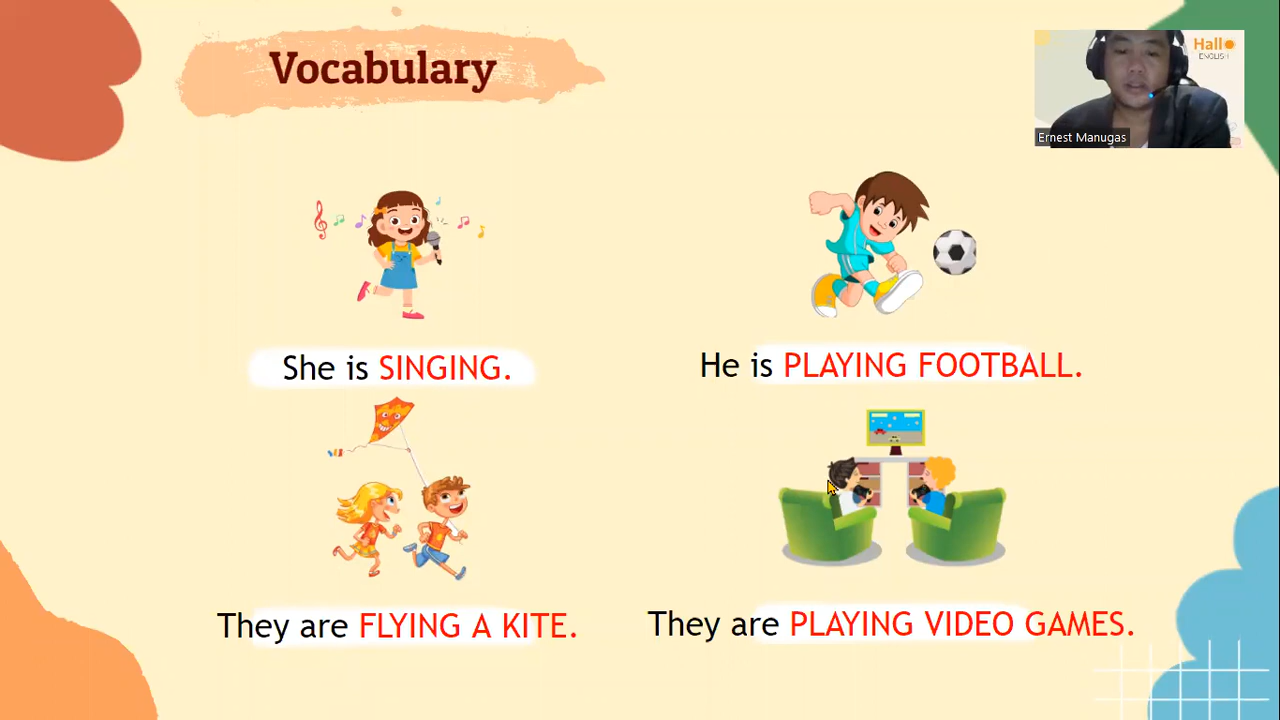 Vocabulary
Hallo
ENGLISH
Ernest Manugas
She is SINGING.
He is PLAYING FOOTBALL.
They are FLYING A KITE.
They are PLAYING VIDEO GAMES.